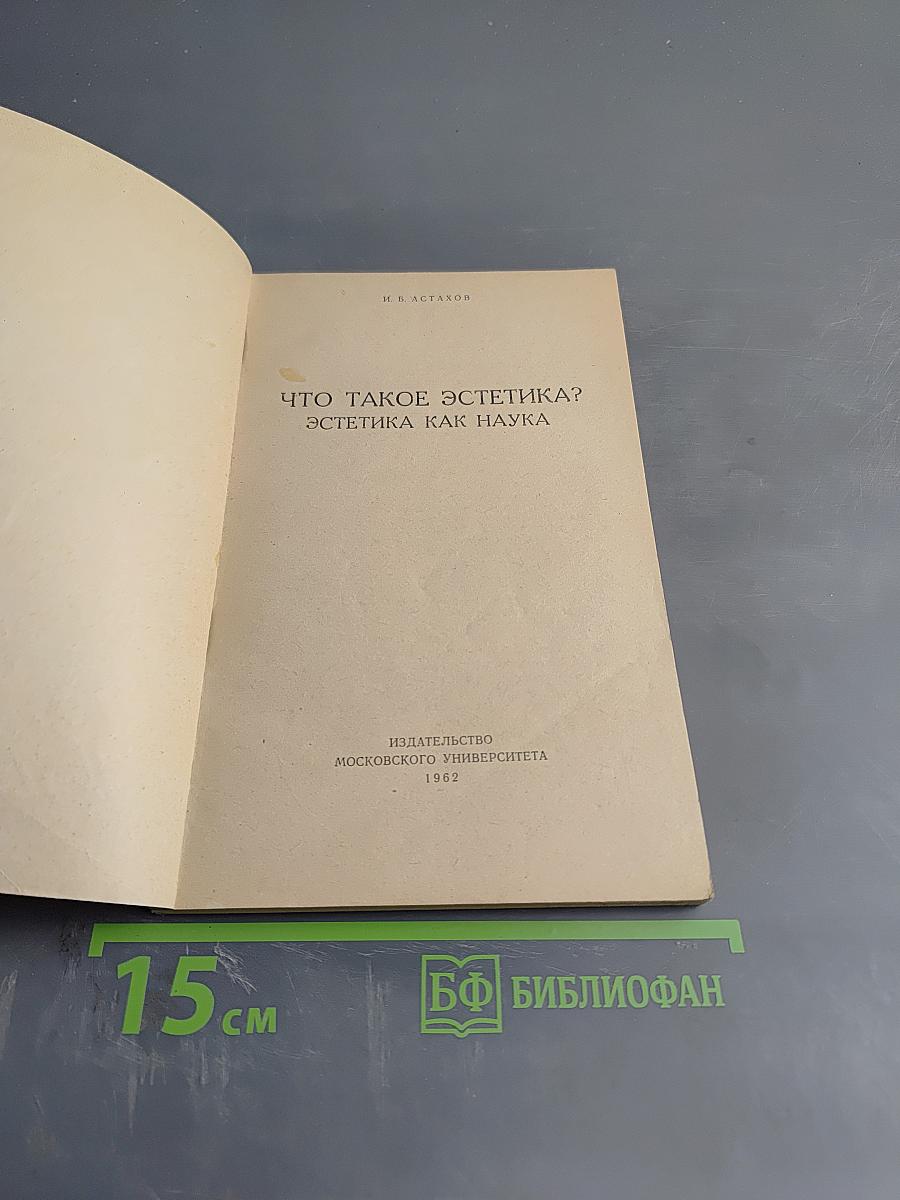 И. Б. АСТАХОВ
ЧТО ТАКОЕ ЭСТЕТИКА?
ЭСТЕТИКА КАК НАУКА
ИЗДАТЕЛЬСТВО
МОСКОВСКОГО УНИВЕРСИТЕТА
1962
15 СМ
БФ БИБЛИОФАН